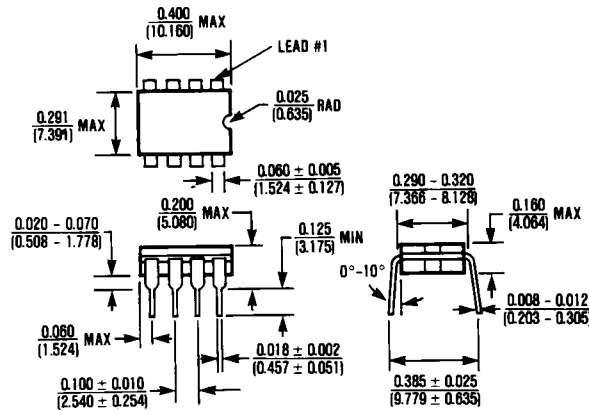 0.400
(10.160) MAX
LEAD #1
0.291
(7.391) MAX
0.025
(0.635) RAD
0.060 ± 0.005
(1.524 ± 0.127)
0.290 - 0.320
(7.366 - 8.128)
0.200
(5.080) MAX
0.160
(4.064) MAX
0.020 - 0.070
(0.508 - 1.778)
0.125
(3.175) MIN
0°-10°
0.008 - 0.012
(0.203 - 0.305)
0.060
(1.524) MAX
0.018 ± 0.002
(0.457 ± 0.051)
0.100 ± 0.010
(2.540 ± 0.254)
0.385 ± 0.025
(9.779 ± 0.635)